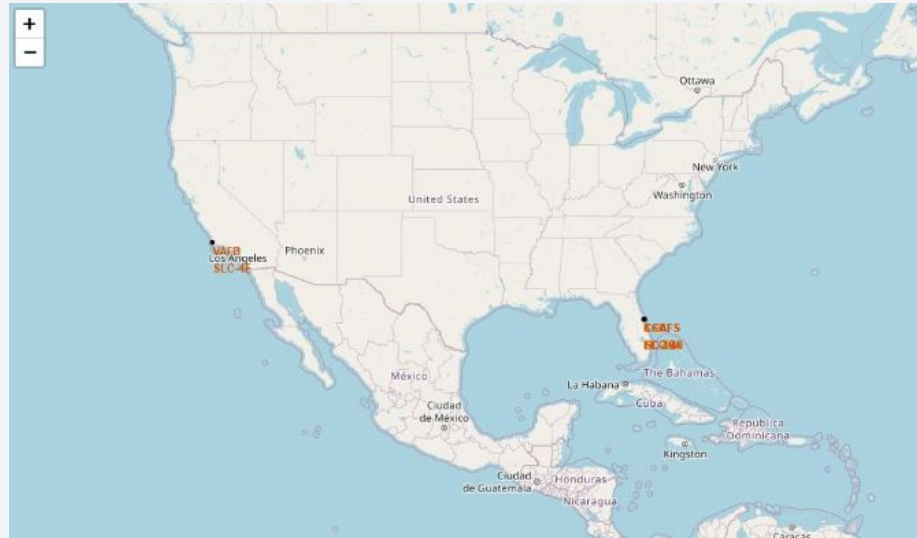 +
−
Ottawa
New York
Washington
United States
VAFB
Los Angeles
Phoenix
SLC-4E
The Bahamas
México
La Habana
Cuba
Ciudad
de México
República
Dominicana
Kingston
Ciudad
de Guatemala
Honduras
Nicaragua
Caracas